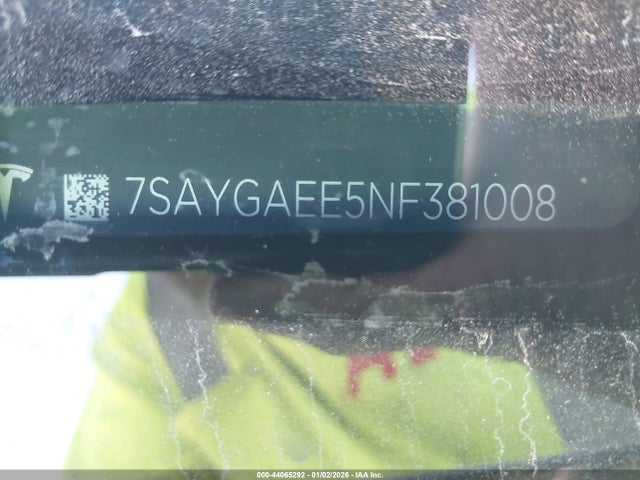 7SAYGAEE5NF381008
000-44065292 - 01/02/2026 - IAA Inc.